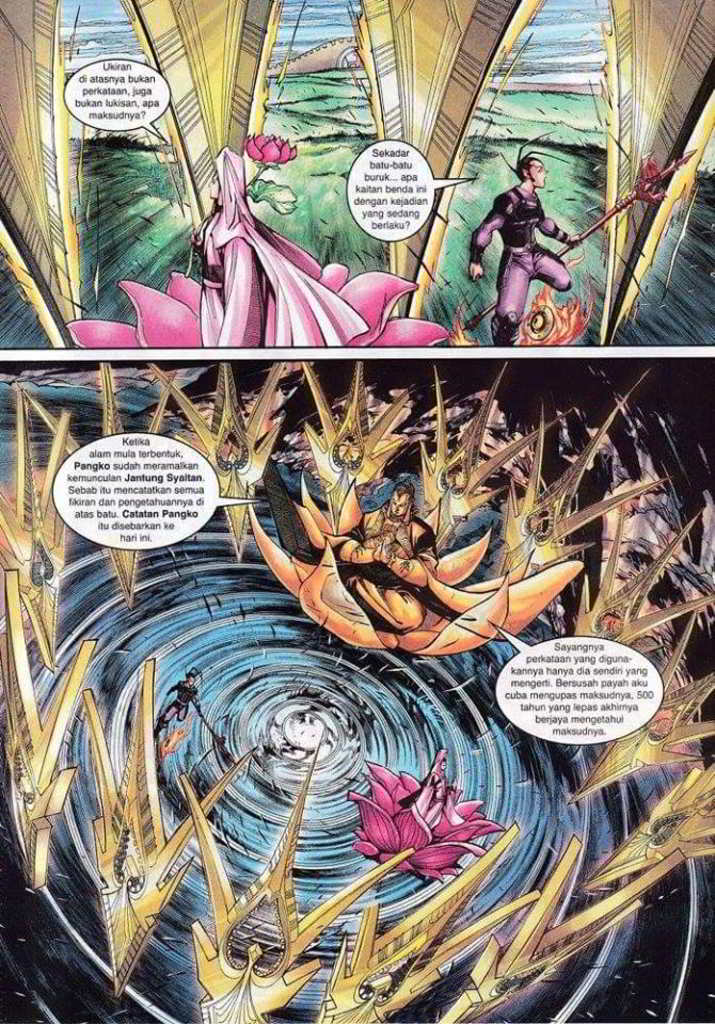 Ukiran
di atasnya bukan
perkataan, juga
bukan lukisan, apa
maksudnya?
Sekadar
batu-batu
buruk... apa
kaitan benda ini
dengan kejadian
yang sedang
berlaku?
Ketika
alam mula terbentuk,
Pangko sudah meramalkan
kemunculan Jantung Syaitan.
Sebab itu mencatatkan semua
fikiran dan pengetahuannya di
atas batu. Catatan Pangko
itu disebarkan ke
hari ini.
Sayangnya
perkataan yang diguna-
kannya hanya dia sendiri yang
mengerti. Bersusah payah aku
cuba mengupas maksudnya, 500
tahun yang lepas akhirnya
berjaya mengetahui
maksudnya.